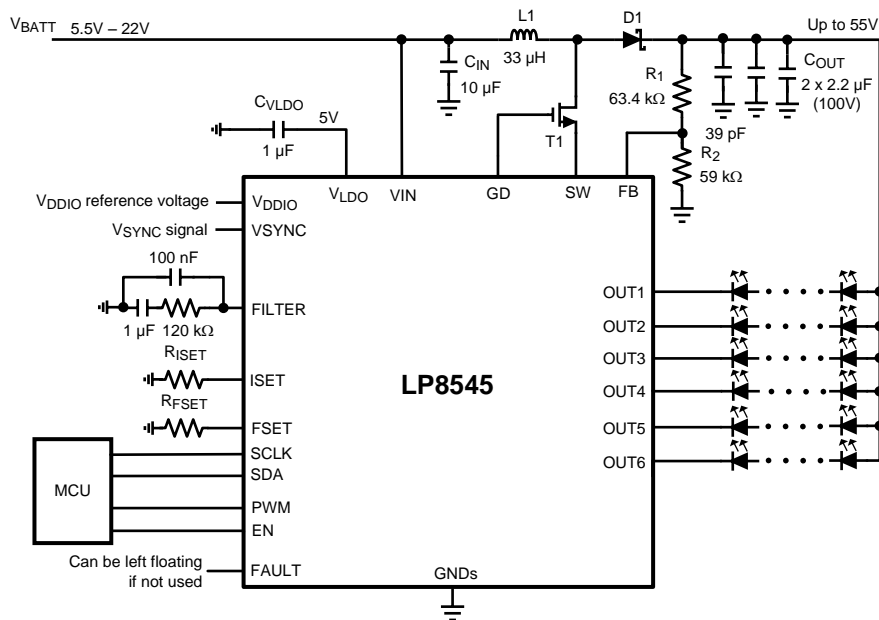 VBATT 5.5V – 22V
L1
33 µH
D1
Up to 55V
CIN
10 µF
R1
63.4 kΩ
COUT
2 x 2.2 µF
(100V)
39 pF
R2
59 kΩ
T1
CVLDO
1 µF
5V
VLDO
VIN
GD
SW
FB
VDDIO reference voltage
VDDIO
VSYNC signal
VSYNC
100 nF
1 µF
120 kΩ
FILTER
RISET
ISET
RFSET
FSET
MCU
SCLK
SDA
PWM
EN
Can be left floating
if not used
FAULT
LP8545
GNDs
OUT1
OUT2
OUT3
OUT4
OUT5
OUT6